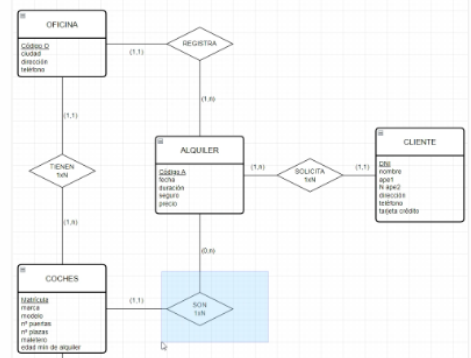 OFICINA
Código O
ciudad
dirección
teléfono
(1,1)
REGISTRA
(1,1)
(1,n)
TIENEN
1xN
ALQUILER
Código A
fecha
duración
seguro
precio
(1,n)
SOLICITA
1xN
(1,1)
CLIENTE
DNI
nombre
ape1
N ape2
dirección
teléfono
tarjeta crédito
(1,n)
(0,n)
COCHES
Matrícula
marca
modelo
nº puertas
nº plazas
maletero
edad min de alquiler
(1,1)
SON
1xN